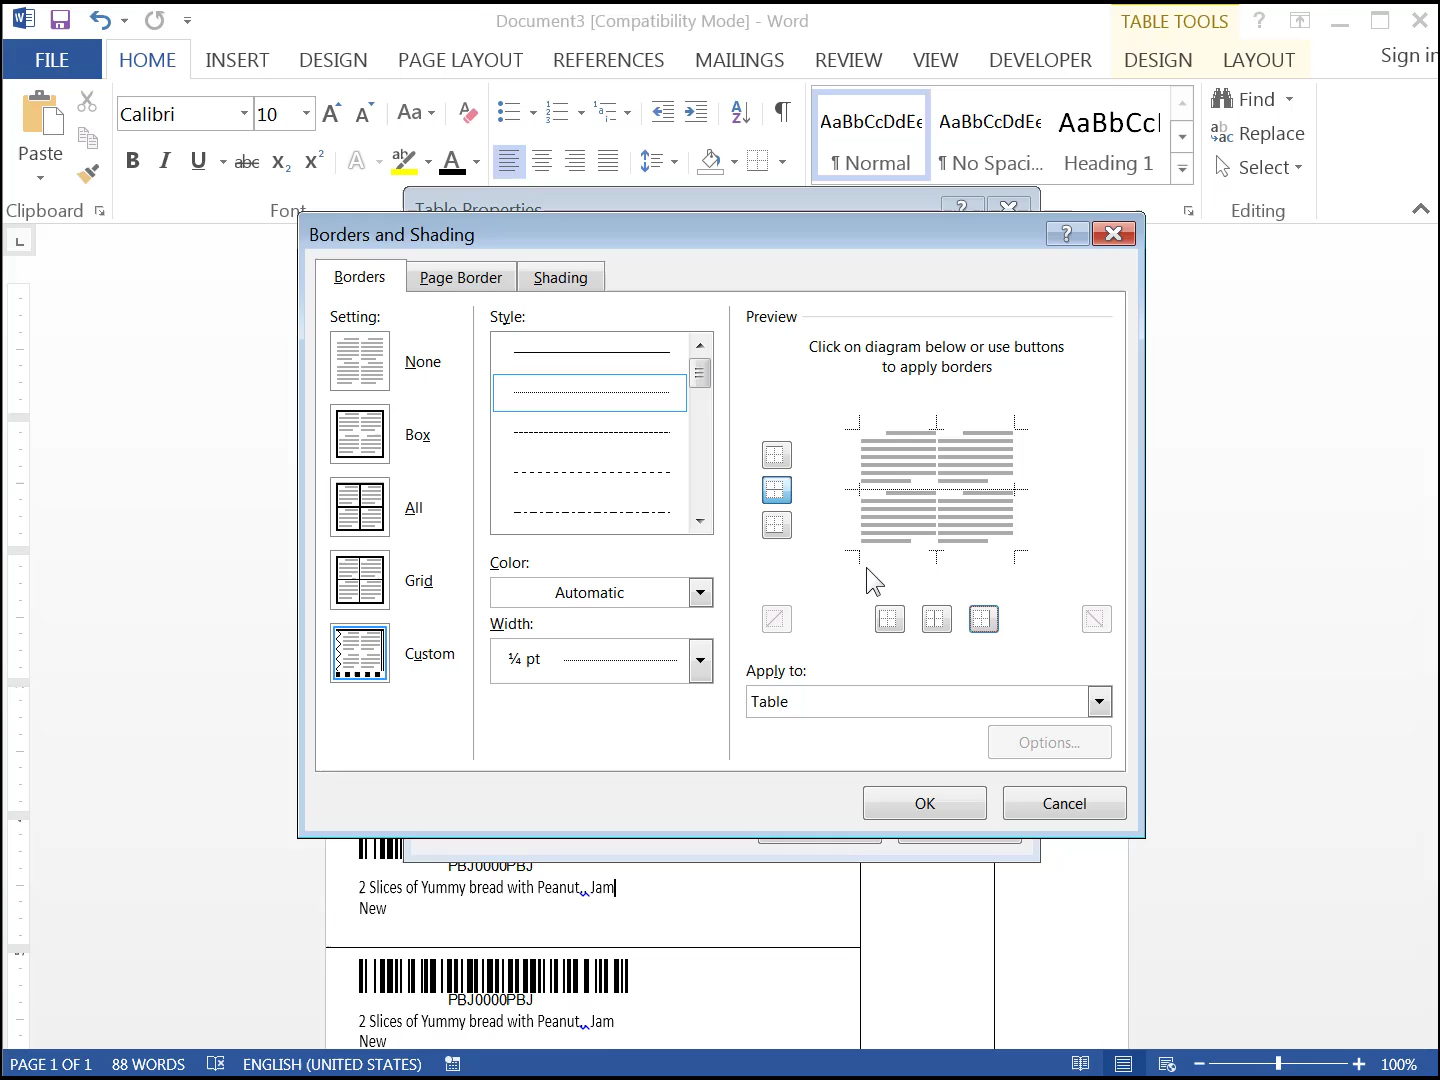 Document3 [Compatibility Mode] - Word
TABLE TOOLS
?
FILE
HOME
INSERT
DESIGN
PAGE LAYOUT
REFERENCES
MAILINGS
REVIEW
VIEW
DEVELOPER
DESIGN
LAYOUT
Sign in
Paste
Calibri
10
Aa
B I U abc X₂ X² A ab A
AaBbCcDdEe
¶ Normal
AaBbCcDdEe
¶ No Spaci...
AaBbCcI
Heading 1
Find
Replace
Select
Clipboard
Font
Editing
Table Properties
Borders and Shading
Borders
Page Border
Shading
Setting:
None
Box
All
Grid
Custom
Style:
Color:
Automatic
Width:
¼ pt
Preview
Click on diagram below or use buttons
to apply borders
Apply to:
Table
Options...
OK
Cancel
PBJ0000PBJ
2 Slices of Yummy bread with Peanut,, Jam
New
PBJ0000PBJ
2 Slices of Yummy bread with Peanut,, Jam
New
PAGE 1 OF 1
88 WORDS
ENGLISH (UNITED STATES)
100%